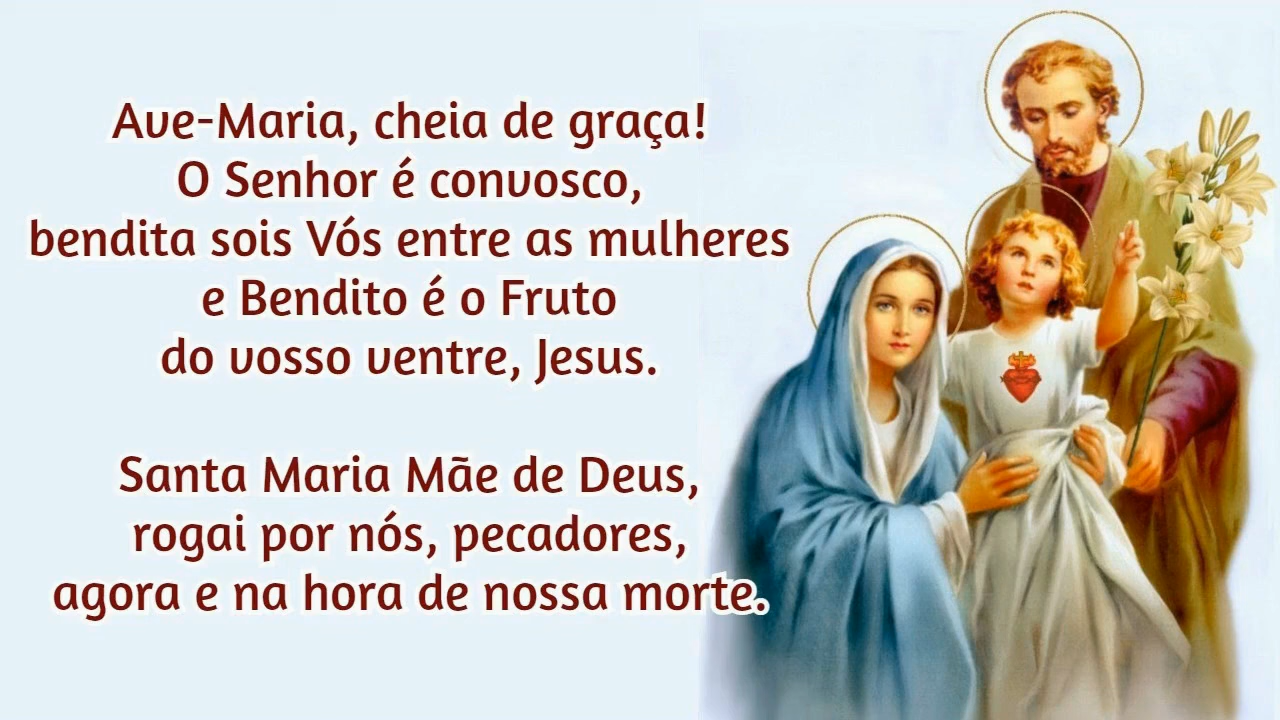 Ave-Maria, cheia de graça!
O Senhor é convosco,
bendita sois Vós entre as mulheres
e Bendito é o Fruto
do vosso ventre, Jesus.
Santa Maria Mãe de Deus,
rogai por nós, pecadores,
agora e na hora de nossa morte.